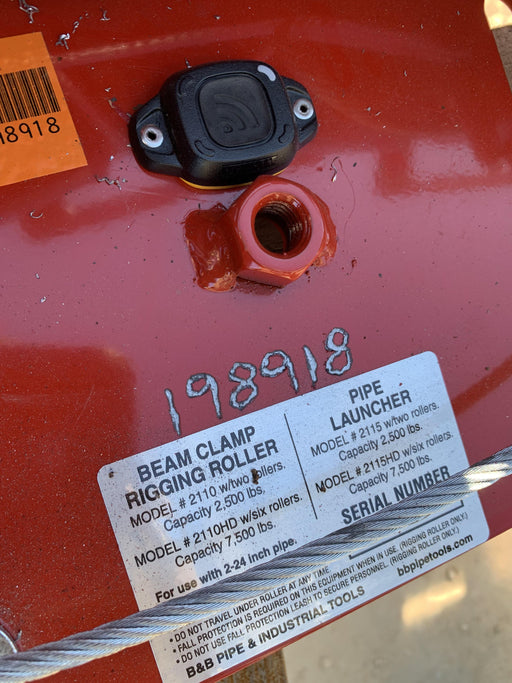 18918
198918
BEAM CLAMP
RIGGING ROLLER
MODEL # 2110 w/two rollers.
Capacity 2,500 lbs.
MODEL # 2110HD w/six rollers.
Capacity 7,500 lbs.
For use with 2-24 inch pipe.
PIPE
LAUNCHER
MODEL # 2115 w/two rollers.
Capacity 2,500 lbs.
MODEL # 2115HD w/six rollers.
Capacity 7,500 lbs.
SERIAL NUMBER
• DO NOT TRAVEL UNDER ROLLER AT ANY TIME
• FALL PROTECTION IS REQUIRED ON THIS EQUIPMENT WHEN IN USE. (RIGGING ROLLER ONLY)
• DO NOT USE FALL PROTECTION LEASH TO SECURE PERSONNEL. (RIGGING ROLLER ONLY)
B&B PIPE & INDUSTRIAL TOOLS
bbpipetools.com